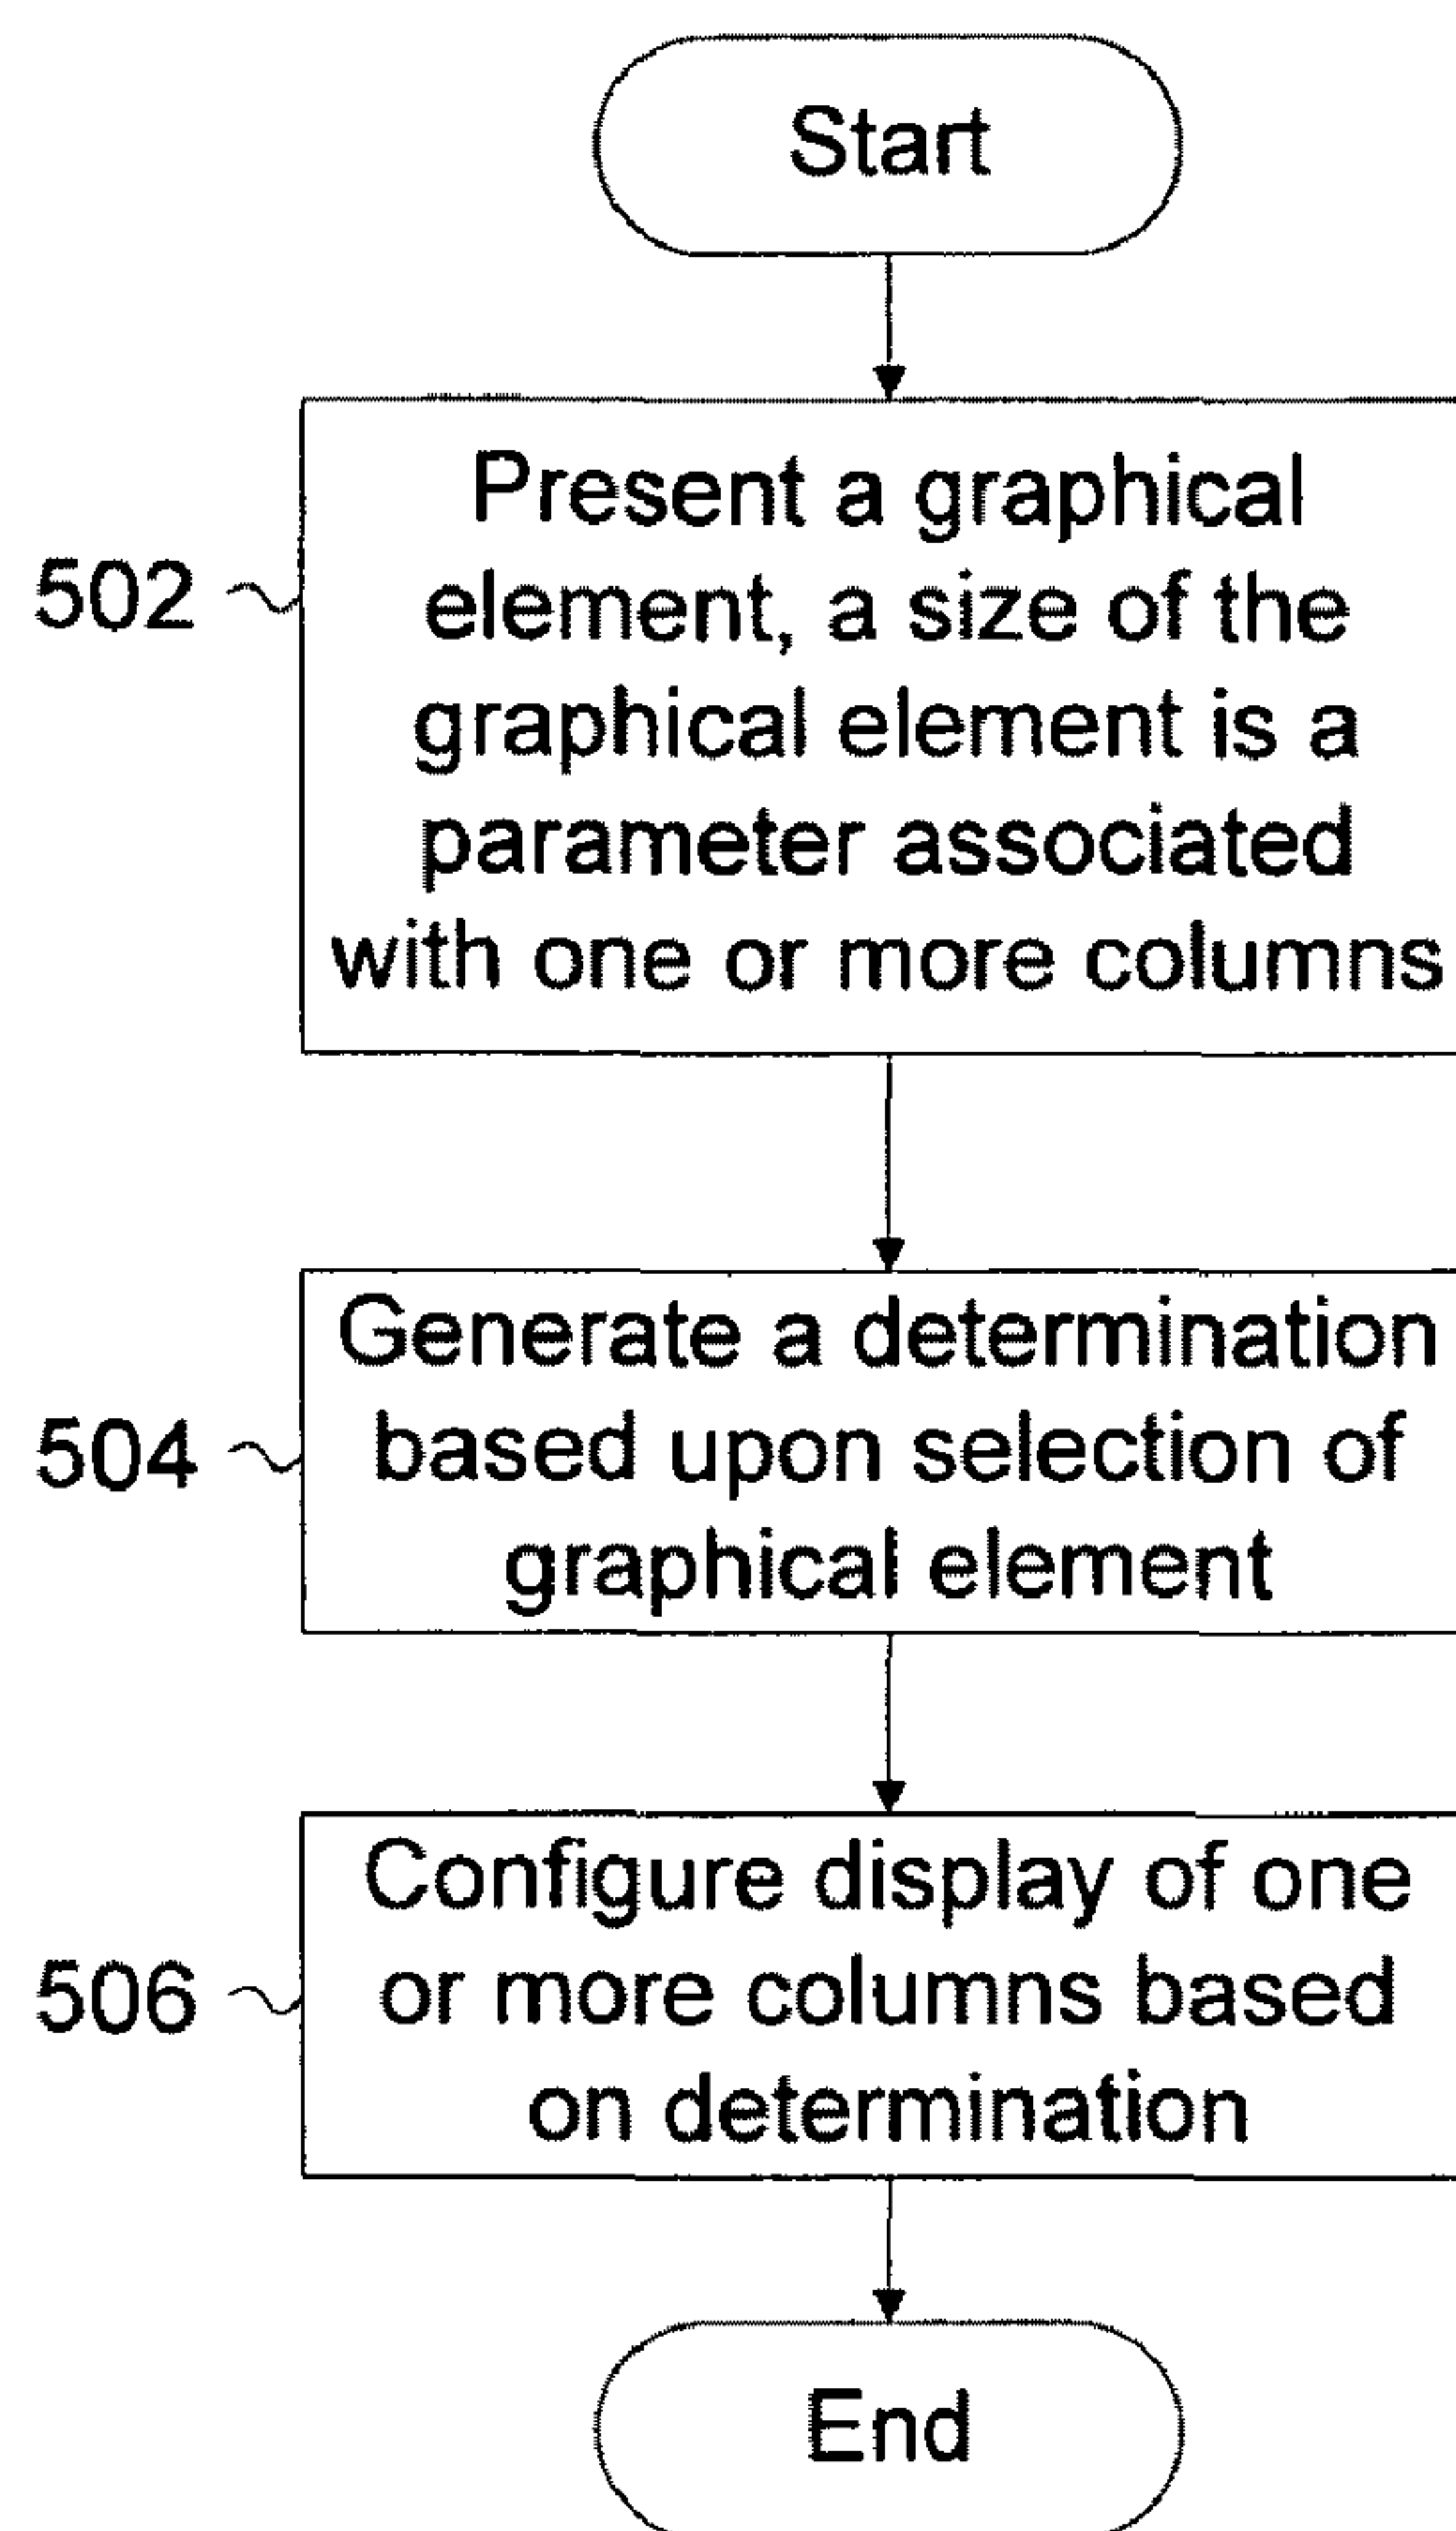 Start
502
Present a graphical
element, a size of the
graphical element is a
parameter associated
with one or more columns
504
Generate a determination
based upon selection of
graphical element
506
Configure display of one
or more columns based
on determination
End